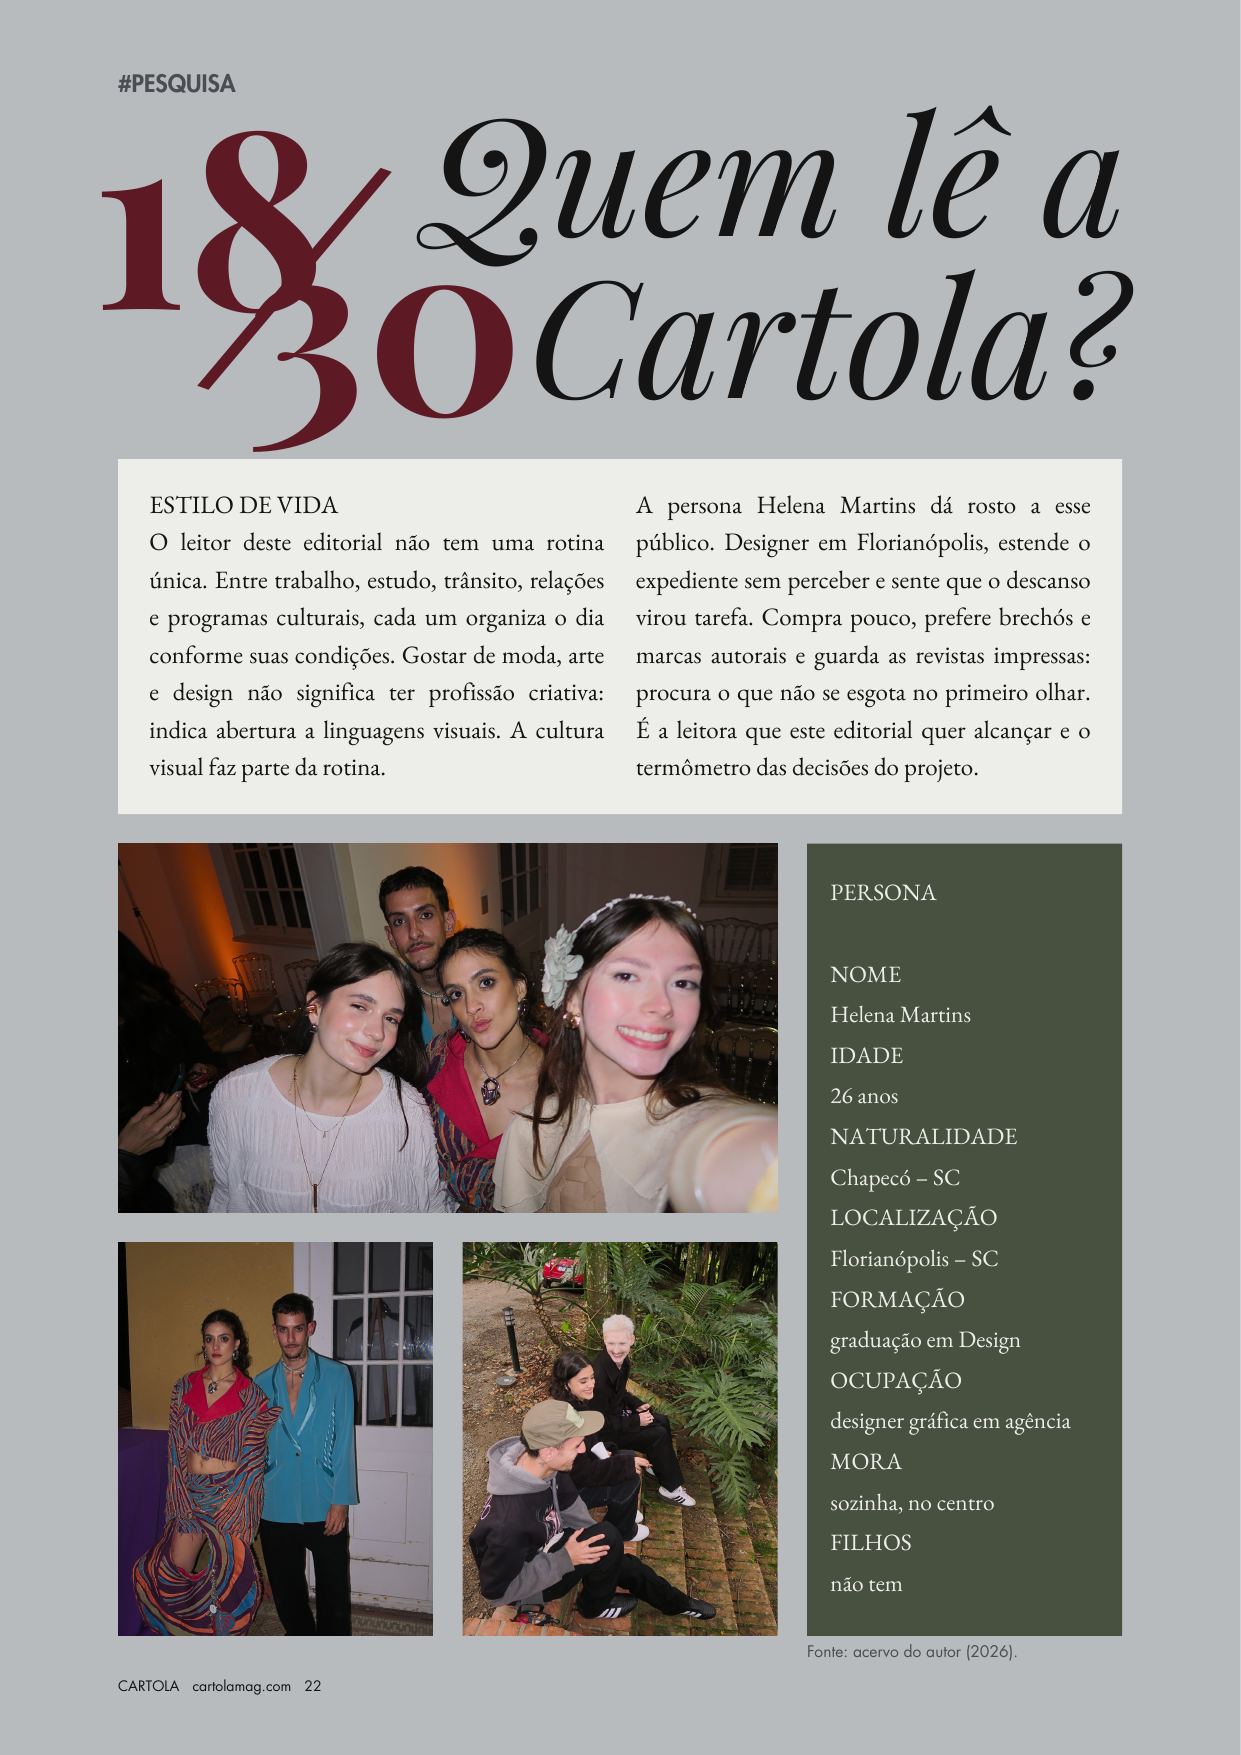 #PESQUISA
18/30
Quem lê a
Cartola?
ESTILO DE VIDA
O leitor deste editorial não tem uma rotina
única. Entre trabalho, estudo, trânsito, relações
e programas culturais, cada um organiza o dia
conforme suas condições. Gostar de moda, arte
e design não significa ter profissão criativa:
indica abertura a linguagens visuais. A cultura
visual faz parte da rotina.
A persona Helena Martins dá rosto a esse
público. Designer em Florianópolis, estende o
expediente sem perceber e sente que o descanso
virou tarefa. Compra pouco, prefere brechós e
marcas autorais e guarda as revistas impressas:
procura o que não se esgota no primeiro olhar.
É a leitora que este editorial quer alcançar e o
termômetro das decisões do projeto.
PERSONA
NOME
Helena Martins
IDADE
26 anos
NATURALIDADE
Chapecó – SC
LOCALIZAÇÃO
Florianópolis – SC
FORMAÇÃO
graduação em Design
OCUPAÇÃO
designer gráfica em agência
MORA
sozinha, no centro
FILHOS
não tem
Fonte: acervo do autor (2026).
CARTOLA cartolamag.com 22